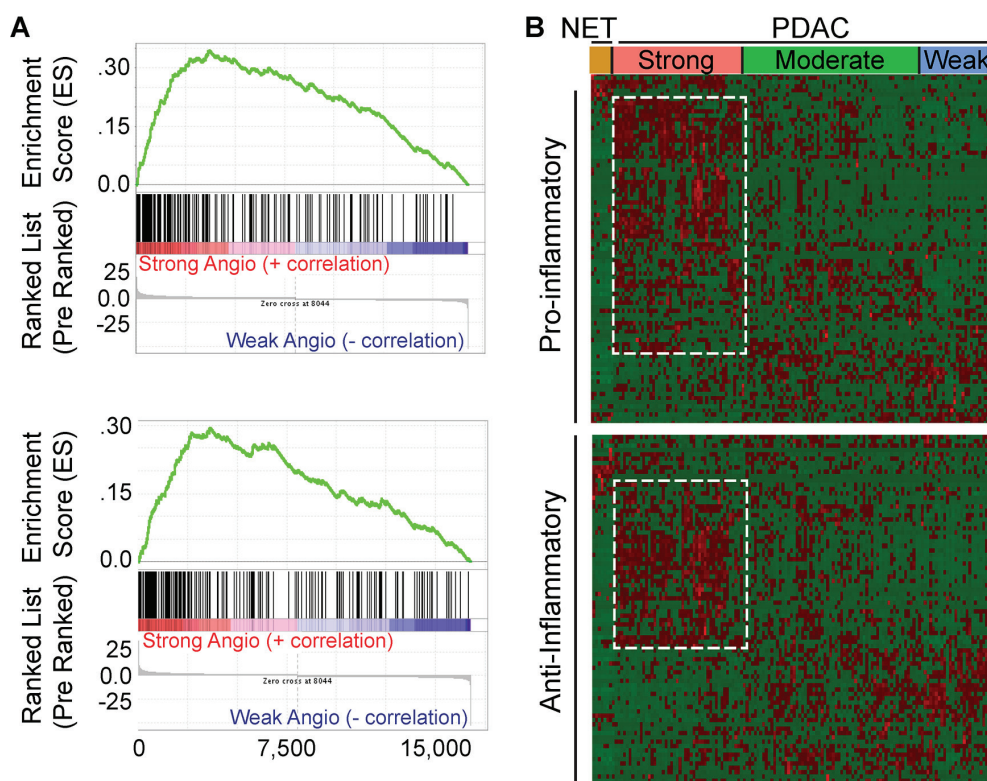 A
Enrichment
Score (ES)
.30
.15
0.0
Ranked List
(Pre Ranked)
25
0.0
-25
Strong Angio (+ correlation)
Zero cross at 8044
Weak Angio (- correlation)
Enrichment
Score (ES)
.30
.15
0.0
Ranked List
(Pre Ranked)
25
0.0
-25
Strong Angio (+ correlation)
Zero cross at 8044
Weak Angio (- correlation)
0 7,500 15,000
B
NET PDAC
Strong Moderate Weak
Pro-inflammatory
Anti-Inflammatory